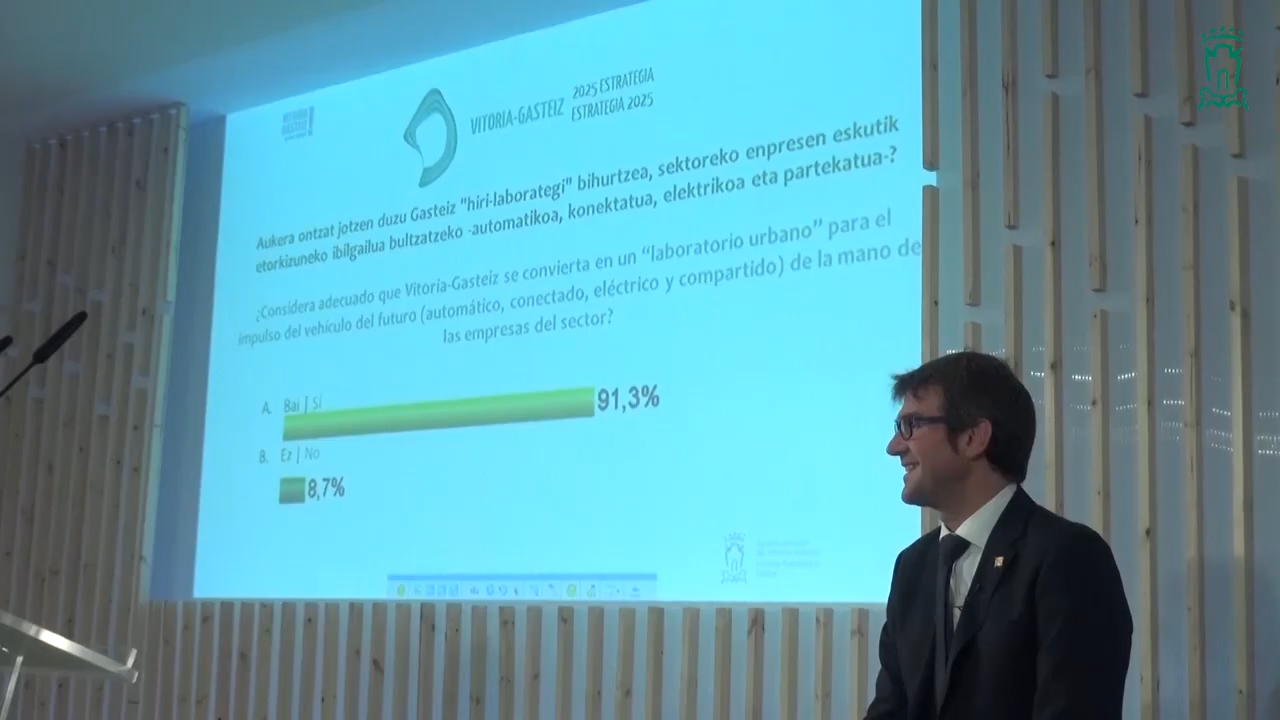 VITORIA
GASTEIZ
VITORIA-GASTEIZ
2025 ESTRATEGIA
ESTRATEGIA 2025
Aukera ontzat jotzen duzu Gasteiz "hiri-laborategi" bihurtzea, sektoreko enpresen eskutik
etorkizuneko ibilgailua bultzatzeko -automatikoa, konektatua, elektrikoa eta partekatua-?
¿Considera adecuado que Vitoria-Gasteiz se convierta en un “laboratorio urbano” para el
impulso del vehículo del futuro (automático, conectado, eléctrico y compartido) de la mano de
las empresas del sector?
A. Bai | Sí
91,3%
B. Ez | No
8,7%